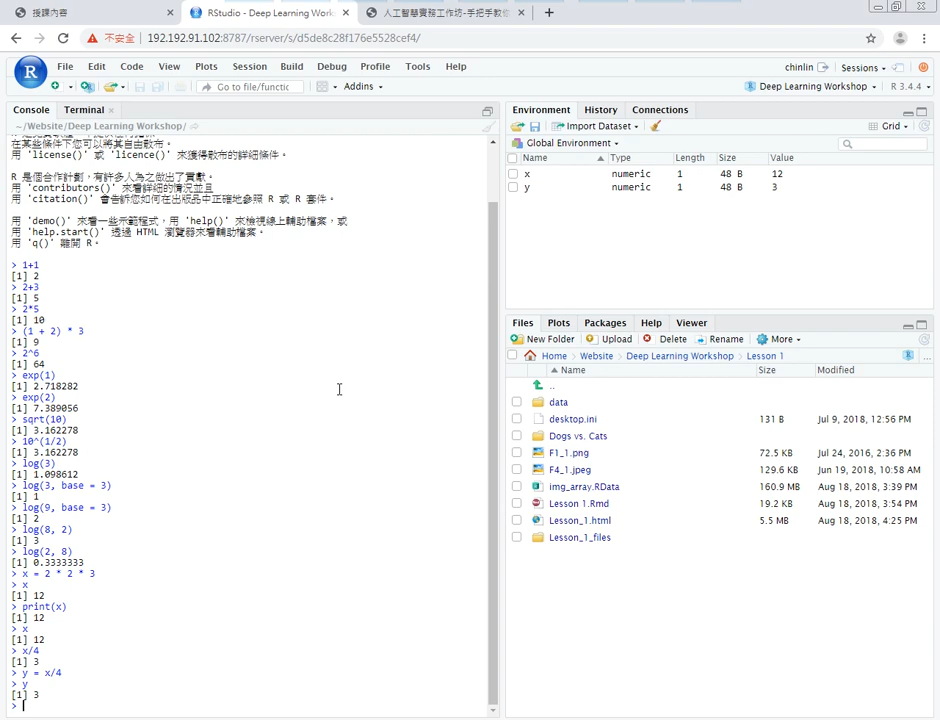 授課內容
RStudio - Deep Learning Work
人工智慧實務工作坊-手把手教你
不安全 192.192.91.102:8787/rserver/s/d5de8c28f176e5528cef4/
File Edit Code View Plots Session Build Debug Profile Tools Help
chinlin Sessions
Go to file/functic Addins
Deep Learning Workshop R 3.4.4
Console Terminal
~/Website/Deep Learning Workshop/
在某些條件下您可以將其自由散布。
用 'license()' 或 'licence()' 來獲得散布的詳細條件。
R 是個合作計劃，有許多人為之做出了貢獻。
用 'contributors()' 來看詳細的情況並且
用 'citation()' 會告訴您如何在出版品中正確地參照 R 或 R 套件。
用 'demo()' 來看一些示範程式，用 'help()' 來檢視線上輔助檔案，或
用 'help.start()' 透過 HTML 瀏覽器來看輔助檔案。
用 'q()' 離開 R。
> 1+1
[1] 2
> 2+3
[1] 5
> 2*5
[1] 10
> (1 + 2) * 3
[1] 9
> 2^6
[1] 64
> exp(1)
[1] 2.718282
> exp(2)
[1] 7.389056
> sqrt(10)
[1] 3.162278
> 10^(1/2)
[1] 3.162278
> log(3)
[1] 1.098612
> log(3, base = 3)
[1] 1
> log(9, base = 3)
[1] 2
> log(8, 2)
[1] 3
> log(2, 8)
[1] 0.3333333
> x = 2 * 2 * 3
> x
[1] 12
> print(x)
[1] 12
> x
[1] 12
> x/4
[1] 3
> y = x/4
> y
[1] 3
>
Environment History Connections
Import Dataset Grid
Global Environment
Name Type Length Size Value
x numeric 1 48 B 12
y numeric 1 48 B 3
Files Plots Packages Help Viewer
New Folder Upload Delete Rename More
Home Website Deep Learning Workshop Lesson 1
Name Size Modified
..
data
desktop.ini 131 B Jul 9, 2018, 12:56 PM
Dogs vs. Cats
F1_1.png 72.5 KB Jul 24, 2016, 2:36 PM
F4_1.jpeg 129.6 KB Jun 19, 2018, 10:58 AM
img_array.RData 160.9 MB Aug 18, 2018, 3:39 PM
Lesson 1.Rmd 19.2 KB Aug 18, 2018, 3:54 PM
Lesson_1.html 5.5 MB Aug 18, 2018, 4:25 PM
Lesson_1_files